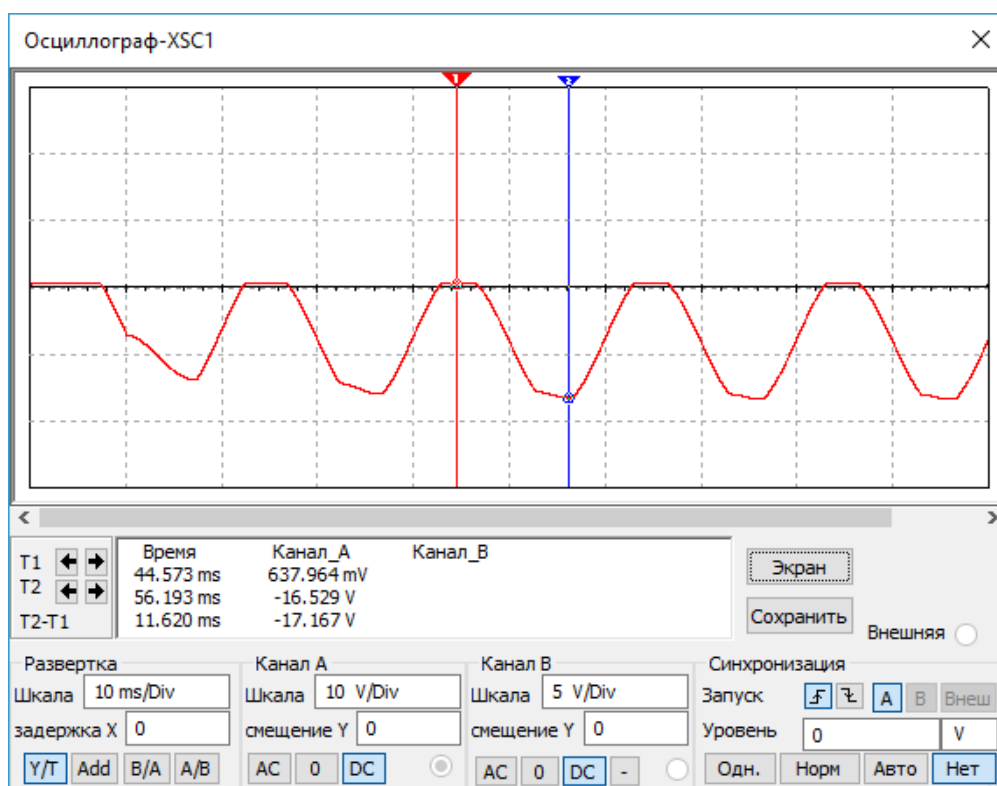 Осциллограф-XSC1
1 2
Время Канал_A Канал_B
T1 44.573 ms 637.964 mV
T2 56.193 ms -16.529 V
T2-T1 11.620 ms -17.167 V
Экран
Сохранить
Внешняя
Развертка
Шкала 10 ms/Div
задержка X 0
Y/T Add B/A A/B
Канал A
Шкала 10 V/Div
смещение Y 0
AC 0 DC
Канал B
Шкала 5 V/Div
смещение Y 0
AC 0 DC -
Синхронизация
Запуск A B Внеш
Уровень 0 V
Одн. Норм Авто Нет